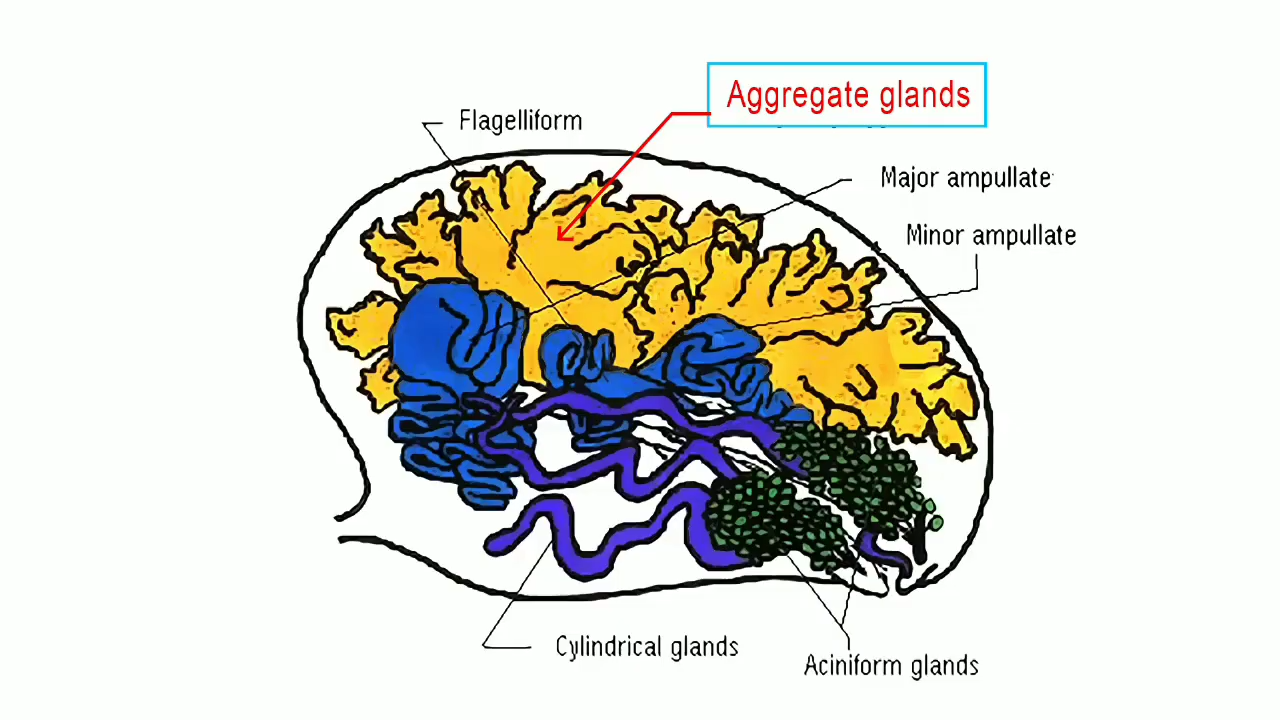 Aggregate glands
Flagelliform
Major ampullate
Minor ampullate
Cylindrical glands
Aciniform glands